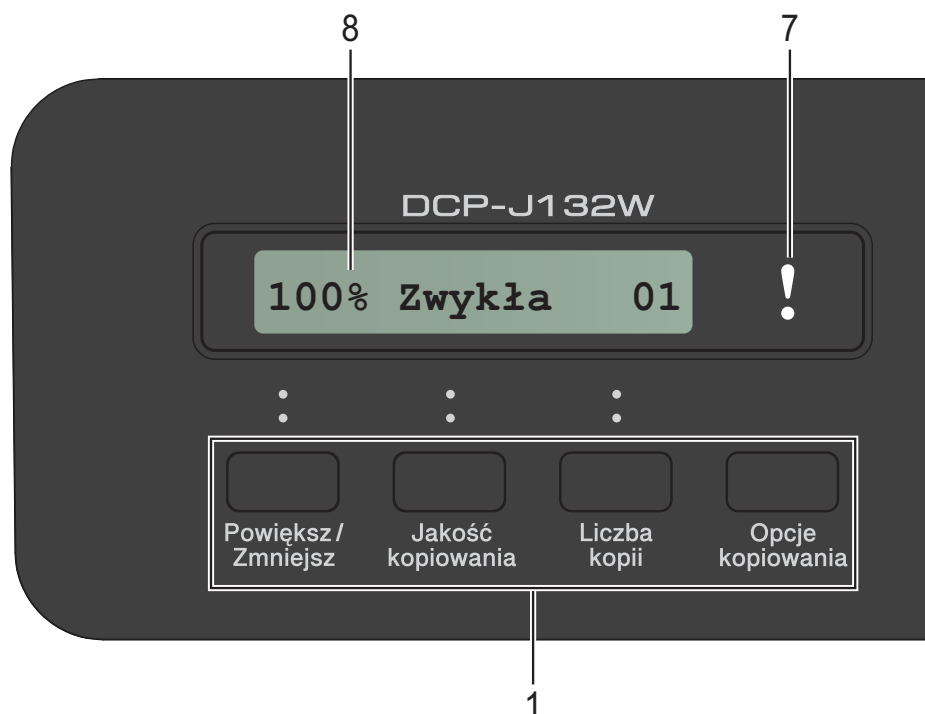 8
7
DCP-J132W
100% Zwykła 01
!
Powiększ /
Zmniejsz
Jakość
kopiowania
Liczba
kopii
Opcje
kopiowania
1